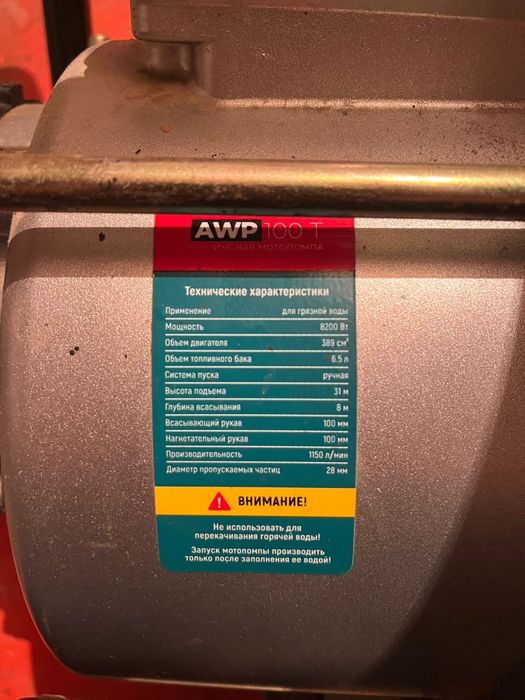 AWP 100 T
БЕНЗИНОВАЯ МОТОПОМПА
Технические характеристики
Применение для грязной воды
Мощность 8200 Вт
Объем двигателя 389 см³
Объем топливного бака 6.5 л
Система пуска ручная
Высота подъема 31 м
Глубина всасывания 8 м
Всасывающий рукав 100 мм
Нагнетательный рукав 100 мм
Производительность 1150 л/мин
Диаметр пропускаемых частиц 28 мм
ВНИМАНИЕ!
Не использовать для
перекачивания горячей воды!
Запуск мотопомпы производить
только после заполнения ее водой!